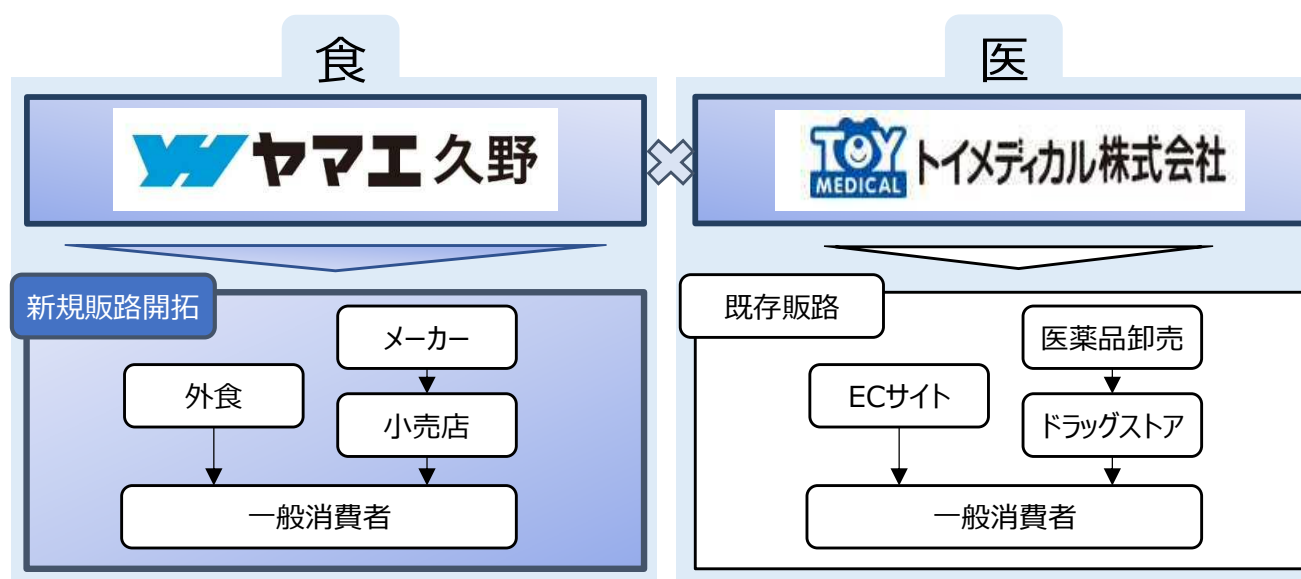 食
ヤマエ久野
新規販路開拓
メーカー
外食
小売店
一般消費者
医
TOY
MEDICAL
トイメディカル株式会社
既存販路
医薬品卸売
ECサイト
ドラッグストア
一般消費者